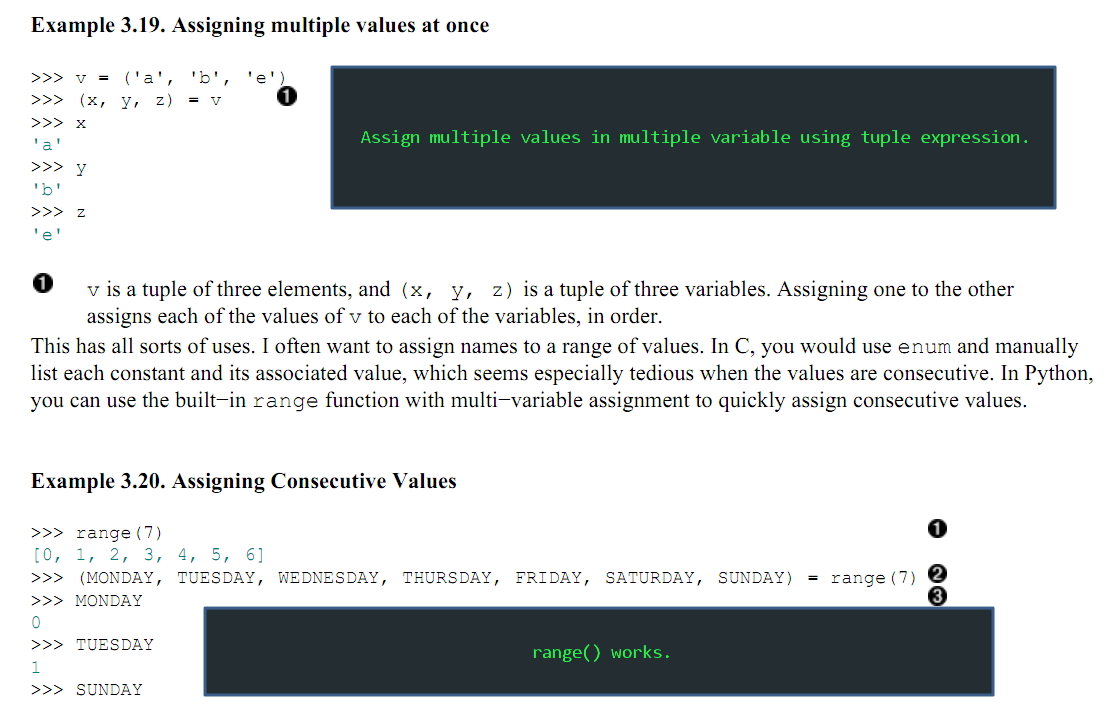 Example 3.19. Assigning multiple values at once
>>> v = ('a', 'b', 'e')
>>> (x, y, z) = v ❶
>>> x
'a'
>>> y
'b'
>>> z
'e'
Assign multiple values in multiple variable using tuple expression.
❶ v is a tuple of three elements, and (x, y, z) is a tuple of three variables. Assigning one to the other
assigns each of the values of v to each of the variables, in order.
This has all sorts of uses. I often want to assign names to a range of values. In C, you would use enum and manually
list each constant and its associated value, which seems especially tedious when the values are consecutive. In Python,
you can use the built−in range function with multi−variable assignment to quickly assign consecutive values.
Example 3.20. Assigning Consecutive Values
>>> range(7) ❶
[0, 1, 2, 3, 4, 5, 6]
>>> (MONDAY, TUESDAY, WEDNESDAY, THURSDAY, FRIDAY, SATURDAY, SUNDAY) = range(7) ❷
>>> MONDAY ❸
0
>>> TUESDAY
1
>>> SUNDAY
range() works.